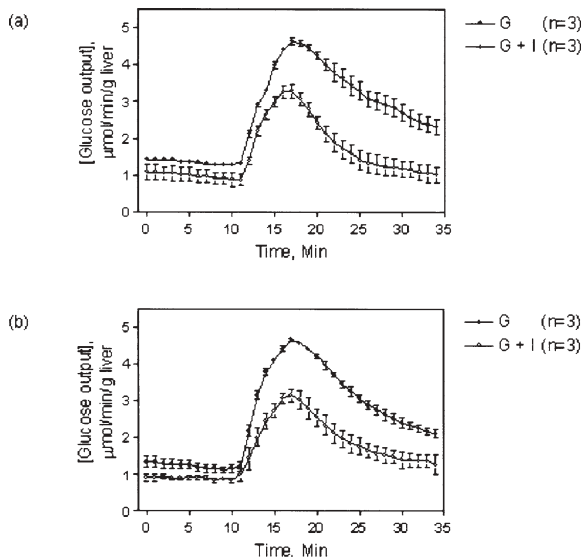 (a)
G (n=3)
G + I (n=3)
[Glucose output],
µmol/min/g liver
5
4
3
2
1
0
0 5 10 15 20 25 30 35
Time, Min
(b)
G (n=3)
G + I (n=3)
[Glucose output],
µmol/min/g liver
5
4
3
2
1
0
0 5 10 15 20 25 30 35
Time, Min